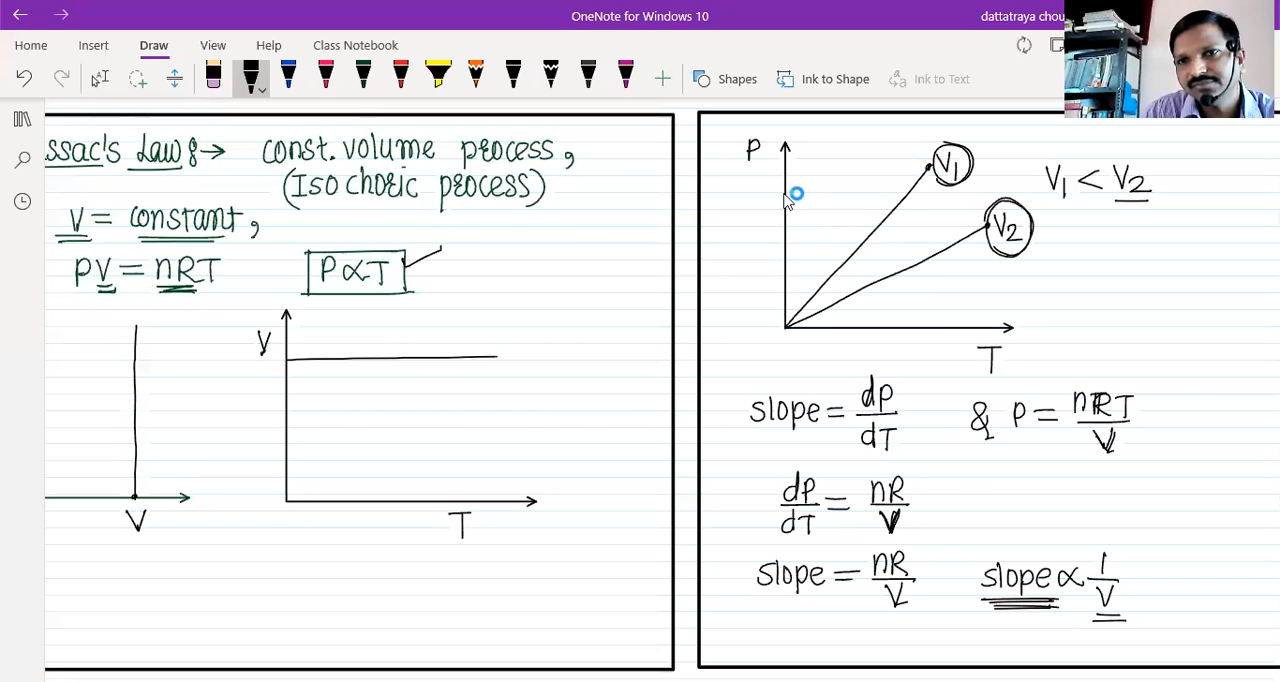 OneNote for Windows 10
dattatraya chou
Home Insert Draw View Help Class Notebook
Shapes Ink to Shape Ink to Text
ssac's Law :→ const. volume process,
(Isochoric process)
V = constant,
PV = nRT P∝T
V
V
T
P
V1
V2
V1 < V2
T
slope = dP/dT & P = nRT/V
dP/dT = nR/V
slope = nR/V slope ∝ 1/V